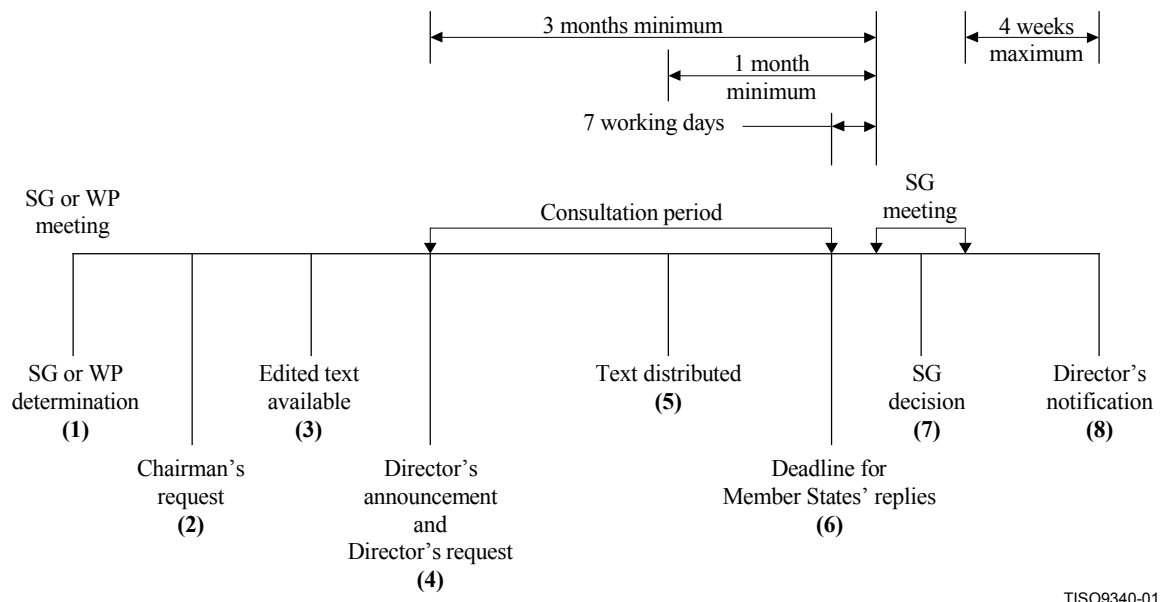 3 months minimum
4 weeks
maximum
1 month
minimum
7 working days
SG or WP
meeting
Consultation period
SG
meeting
SG or WP
determination
(1)
Edited text
available
(3)
Text distributed
(5)
SG
decision
(7)
Director’s
notification
(8)
Chairman’s
request
(2)
Director’s
announcement
and
Director’s request
(4)
Deadline for
Member States’ replies
(6)
TISO9340-01